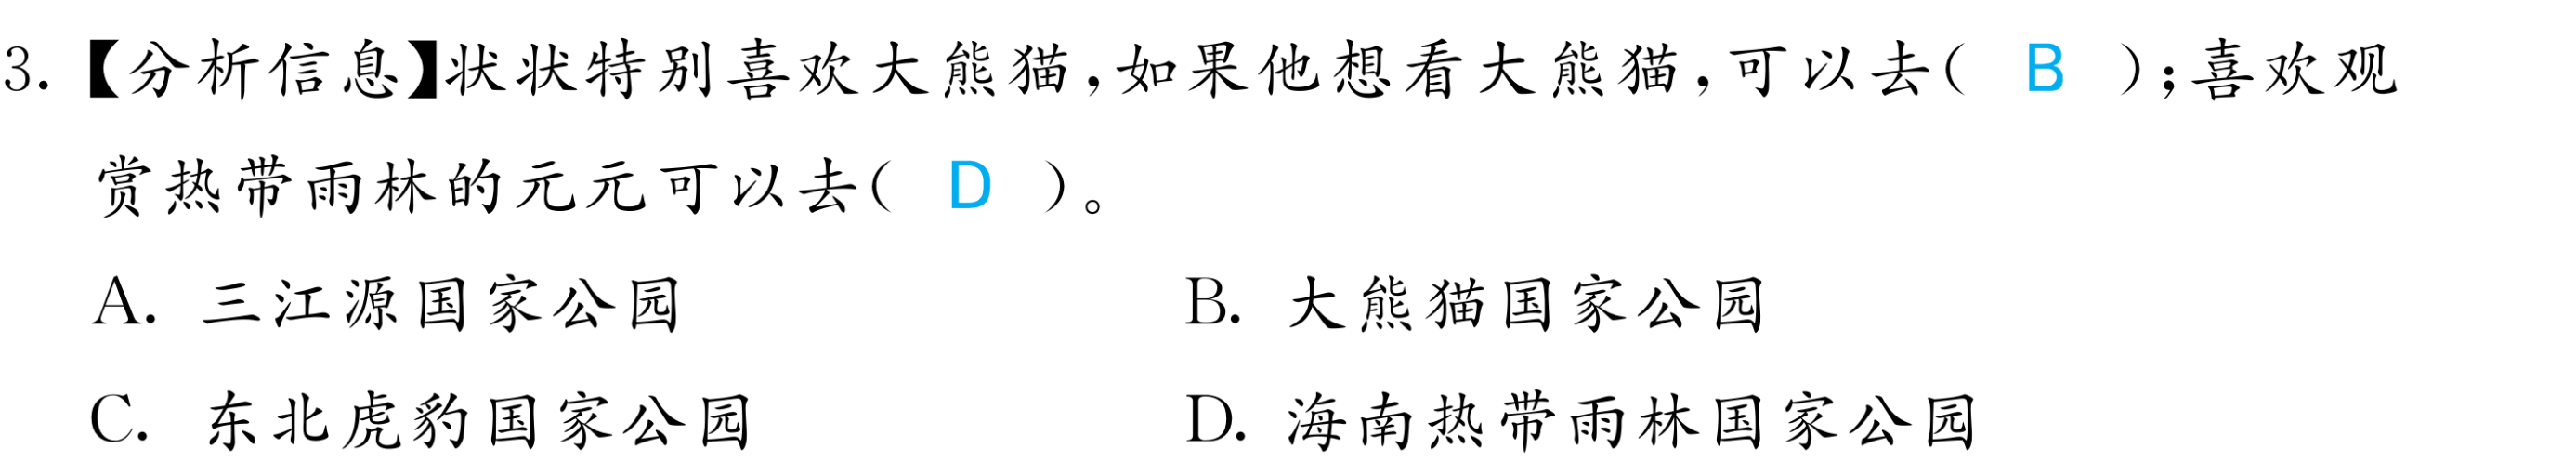 3.【分析信息】状状特别喜欢大熊猫,如果他想看大熊猫,可以去( B );喜欢观
赏热带雨林的元元可以去( D )。
A. 三江源国家公园 B. 大熊猫国家公园
C. 东北虎豹国家公园 D. 海南热带雨林国家公园